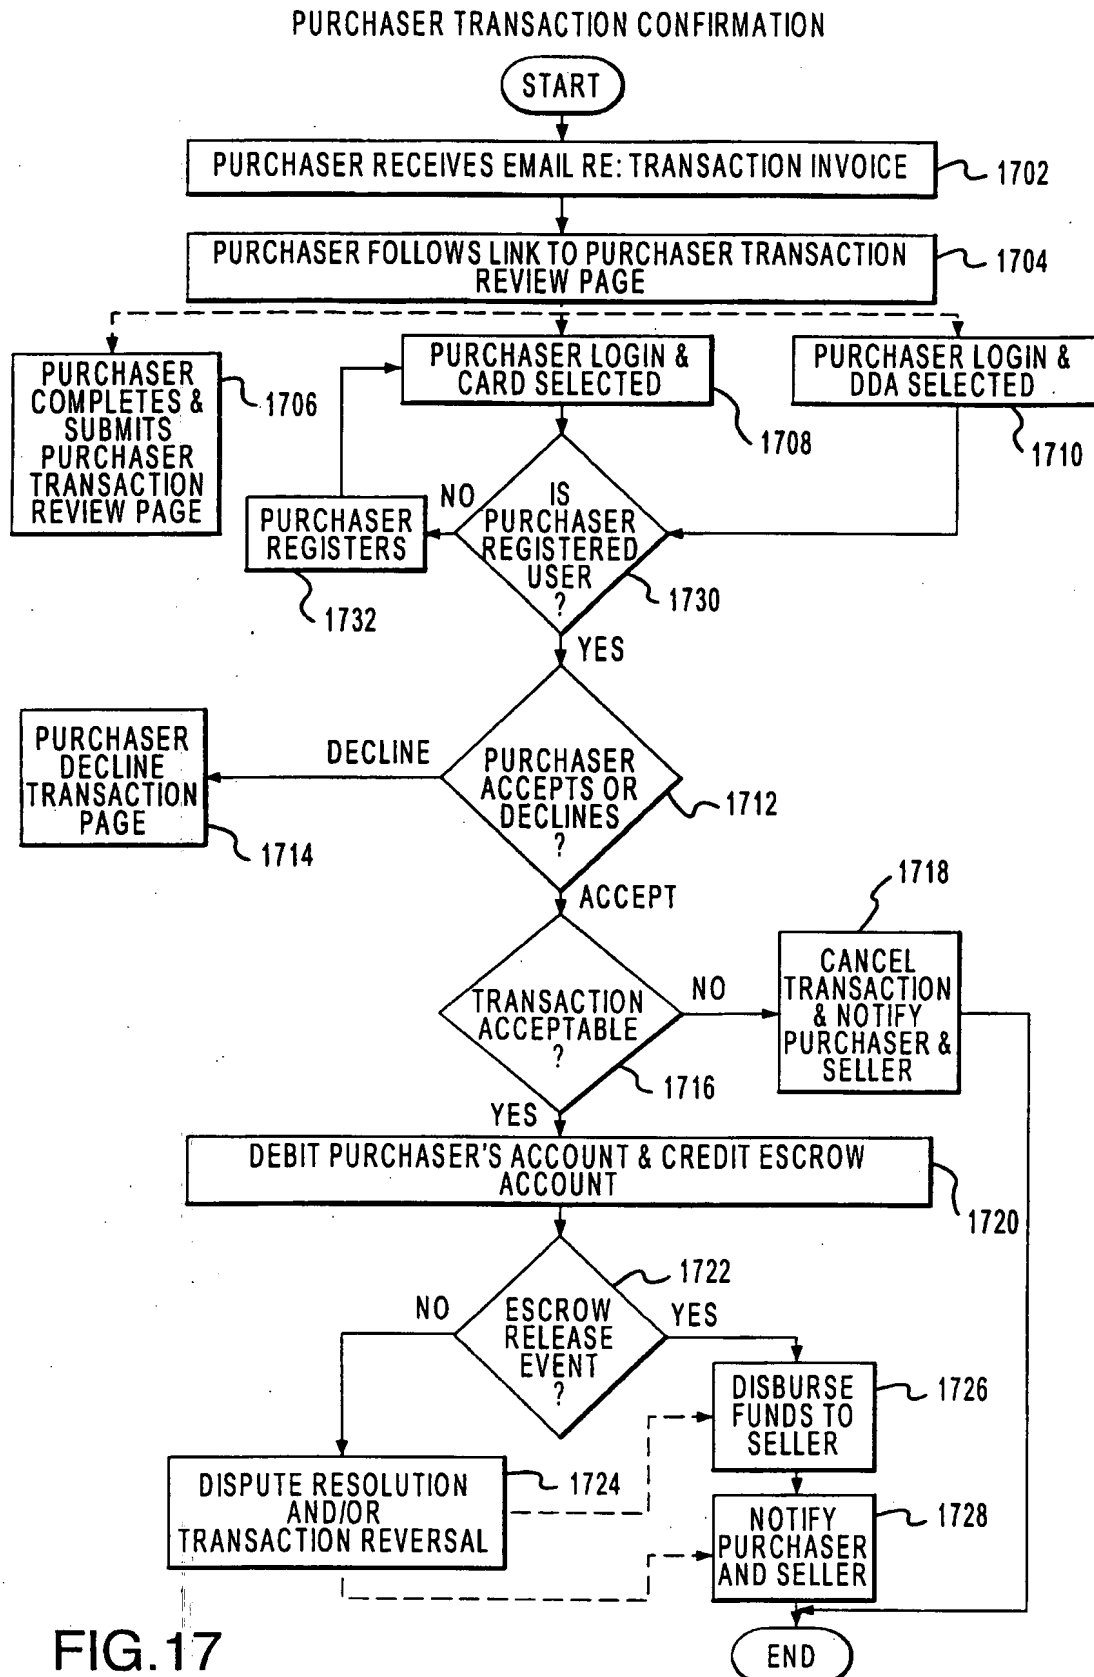 PURCHASER TRANSACTION CONFIRMATION
START
PURCHASER RECEIVES EMAIL RE: TRANSACTION INVOICE
1702
PURCHASER FOLLOWS LINK TO PURCHASER TRANSACTION
REVIEW PAGE
1704
PURCHASER
COMPLETES &
SUBMITS
PURCHASER
TRANSACTION
REVIEW PAGE
1706
PURCHASER LOGIN &
CARD SELECTED
1708
PURCHASER LOGIN &
DDA SELECTED
1710
NO
IS
PURCHASER
REGISTERED
USER
?
1730
PURCHASER
REGISTERS
1732
YES
PURCHASER
DECLINE
TRANSACTION
PAGE
1714
DECLINE
PURCHASER
ACCEPTS OR
DECLINES
?
1712
ACCEPT
1718
TRANSACTION
ACCEPTABLE
?
1716
NO
CANCEL
TRANSACTION
& NOTIFY
PURCHASER &
SELLER
YES
DEBIT PURCHASER'S ACCOUNT & CREDIT ESCROW
ACCOUNT
1720
1722
NO
ESCROW
RELEASE
EVENT
?
YES
DISBURSE
FUNDS TO
SELLER
1726
DISPUTE RESOLUTION
AND/OR
TRANSACTION REVERSAL
1724
NOTIFY
PURCHASER
AND SELLER
1728
END
FIG.17